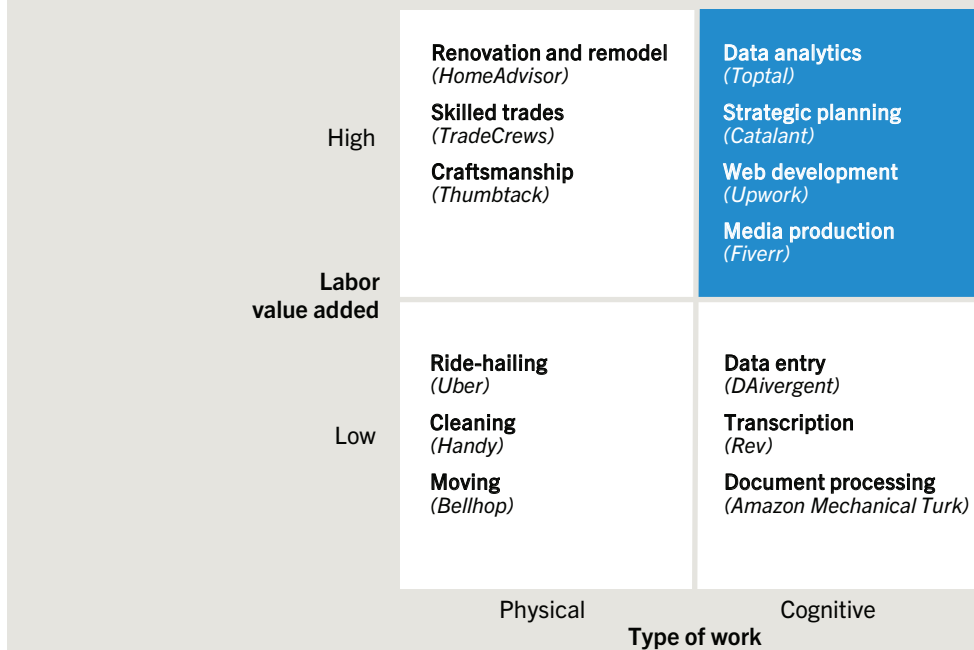 Renovation and remodel
(HomeAdvisor)
Skilled trades
(TradeCrews)
Craftsmanship
(Thumbtack)
Data analytics
(Toptal)
Strategic planning
(Catalant)
Web development
(Upwork)
Media production
(Fiverr)
High
Labor
value added
Ride-hailing
(Uber)
Cleaning
(Handy)
Moving
(Bellhop)
Data entry
(DAivergent)
Transcription
(Rev)
Document processing
(Amazon Mechanical Turk)
Low
Physical
Cognitive
Type of work